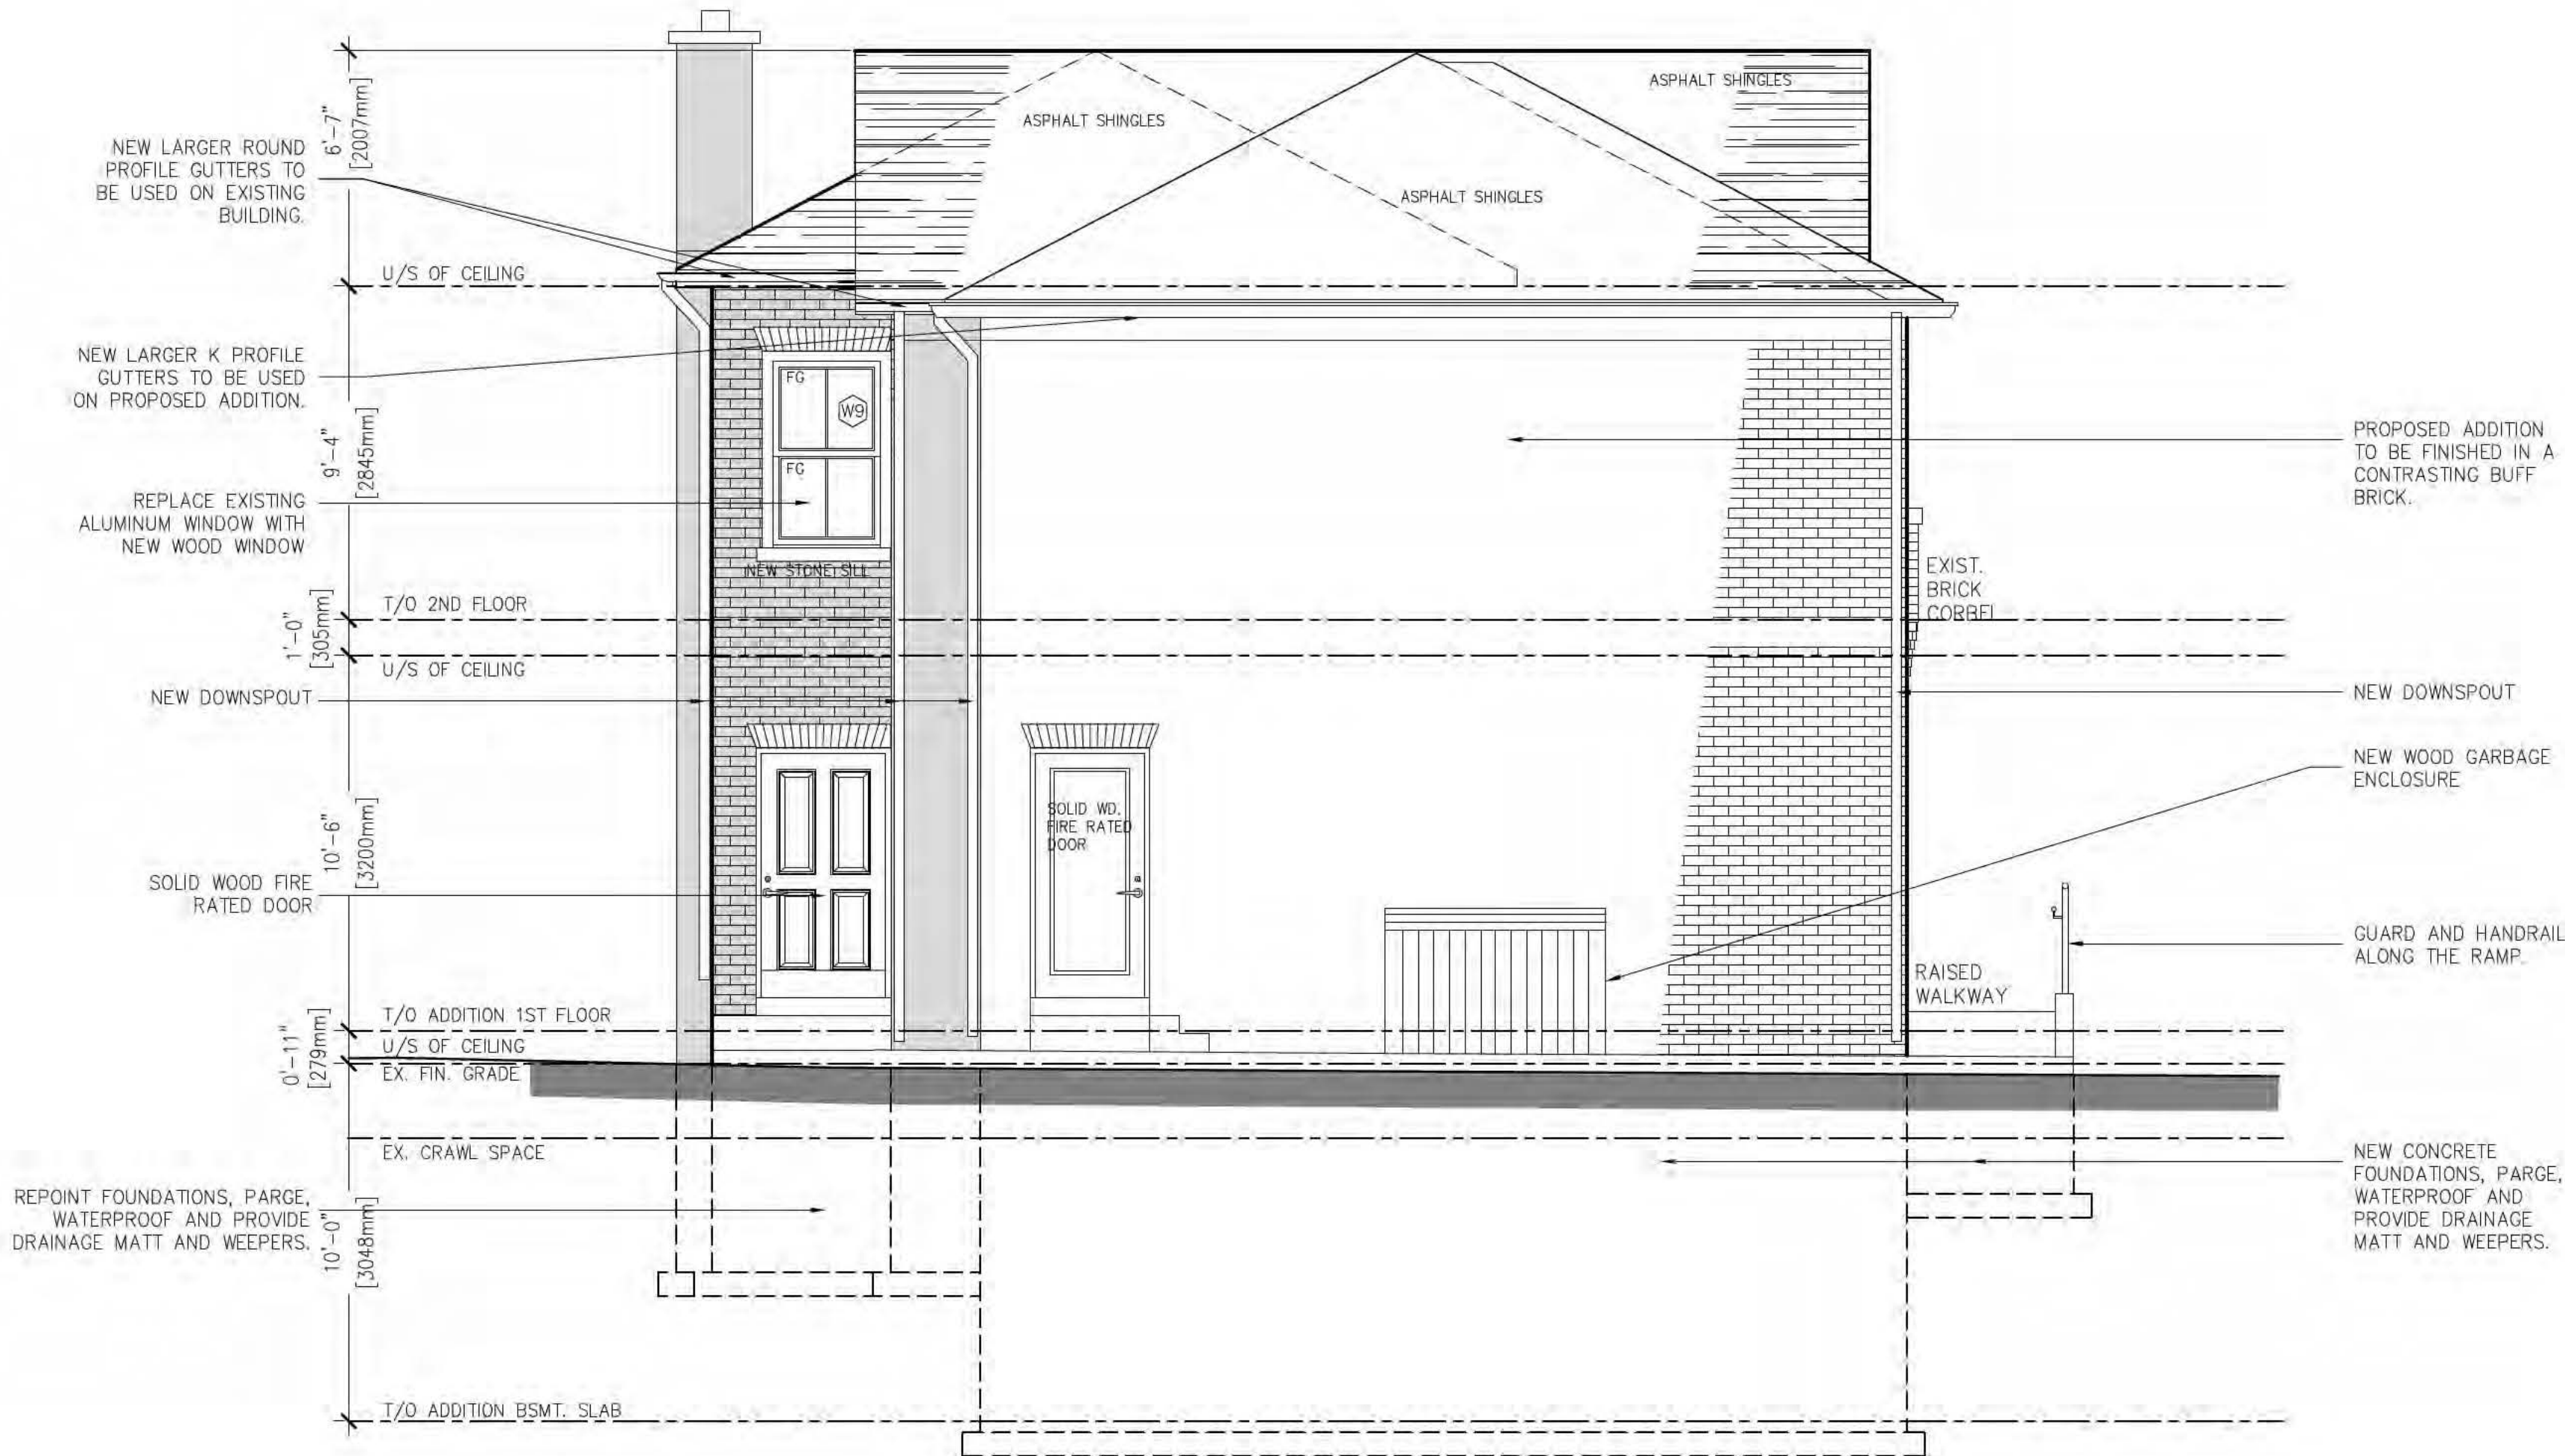 6'-7"
[2007mm]
NEW LARGER ROUND
PROFILE GUTTERS TO
BE USED ON EXISTING
BUILDING.
U/S OF CEILING
NEW LARGER K PROFILE
GUTTERS TO BE USED
ON PROPOSED ADDITION.
9'-4"
[2845mm]
REPLACE EXISTING
ALUMINUM WINDOW WITH
NEW WOOD WINDOW
T/O 2ND FLOOR
1'-0"
[305mm]
U/S OF CEILING
NEW DOWNSPOUT
10'-6"
[3200mm]
SOLID WOOD FIRE
RATED DOOR
T/O ADDITION 1ST FLOOR
U/S OF CEILING
0'-11"
[279mm]
EX. FIN. GRADE
EX. CRAWL SPACE
REPOINT FOUNDATIONS, PARGE,
WATERPROOF AND PROVIDE
DRAINAGE MATT AND WEEPERS.
10'-0"
[3048mm]
T/O ADDITION BSMT. SLAB
ASPHALT SHINGLES
ASPHALT SHINGLES
ASPHALT SHINGLES
FG
W9
FG
NEW STONE SILL
SOLID WD.
FIRE RATED
DOOR
EXIST.
BRICK
CORBEL
RAISED
WALKWAY
PROPOSED ADDITION
TO BE FINISHED IN A
CONTRASTING BUFF
BRICK.
NEW DOWNSPOUT
NEW WOOD GARBAGE
ENCLOSURE
GUARD AND HANDRAIL
ALONG THE RAMP.
NEW CONCRETE
FOUNDATIONS, PARGE,
WATERPROOF AND
PROVIDE DRAINAGE
MATT AND WEEPERS.